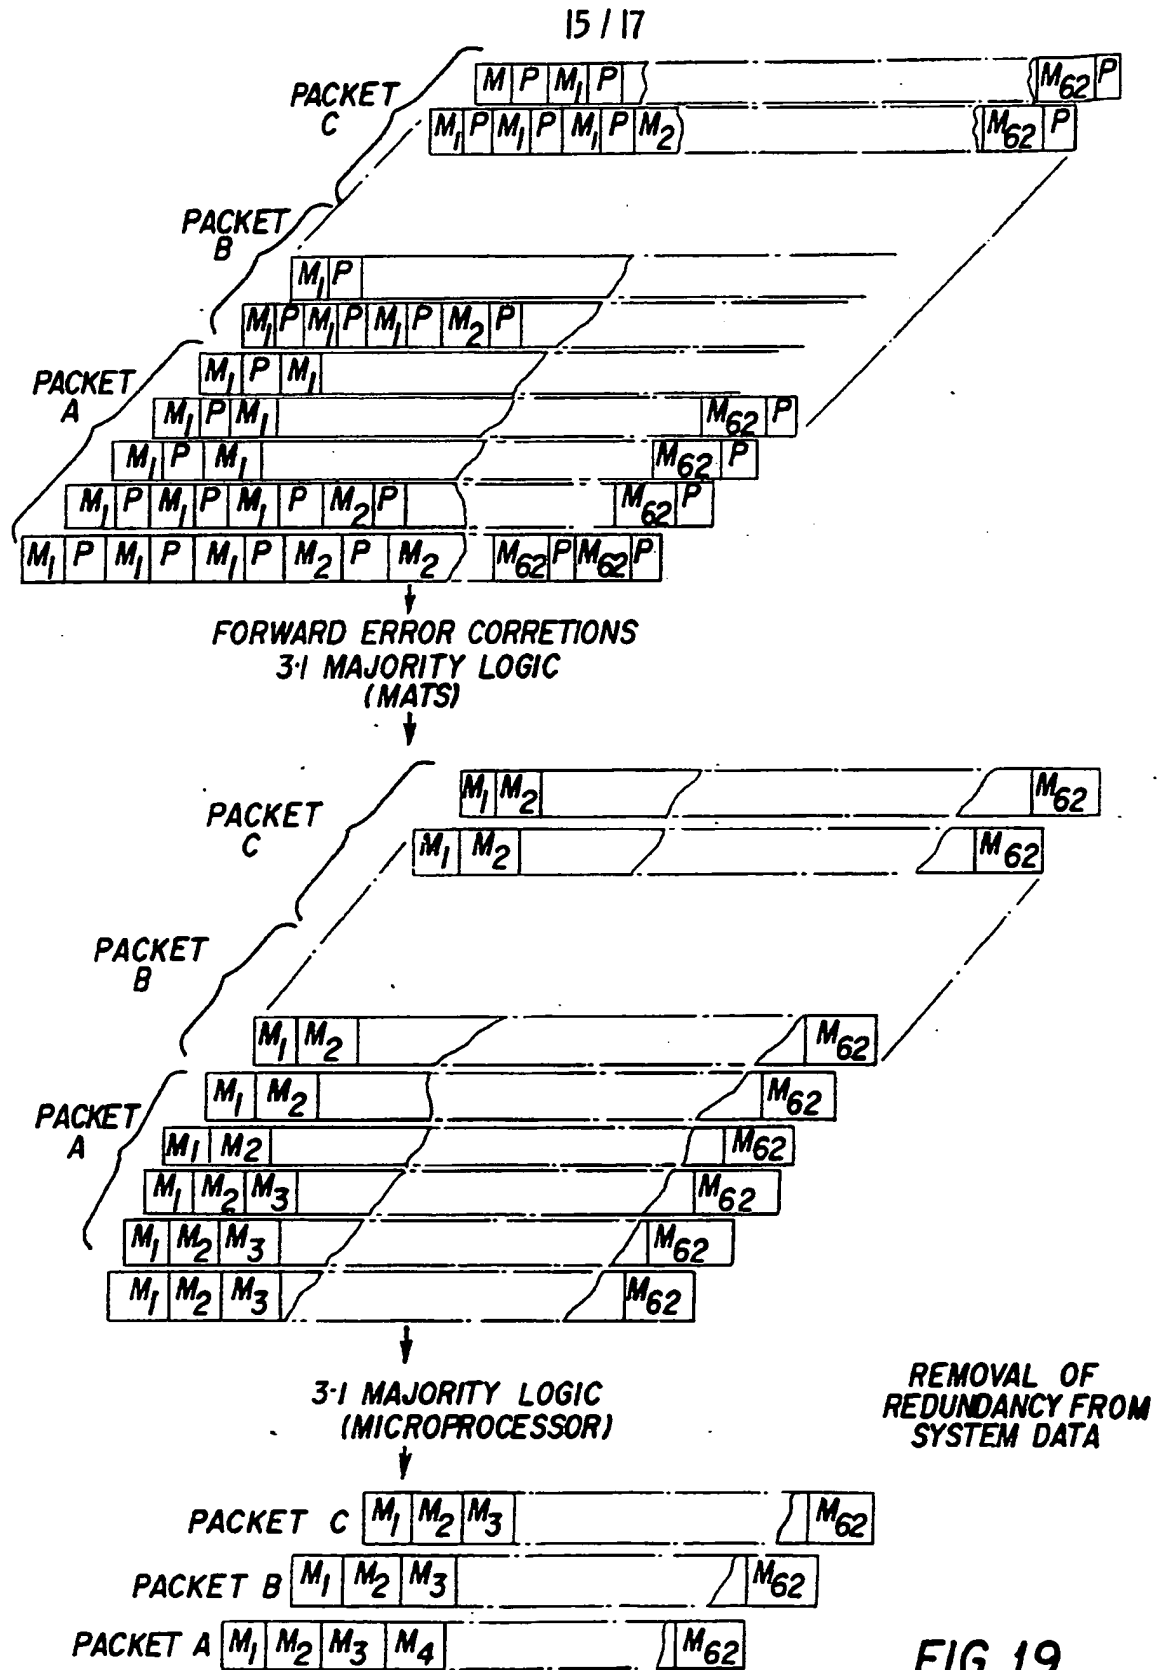 15/17
PACKET C
M P M1 P M62 P
M1 P M1 P M1 P M2 M62 P
PACKET B
M1 P
M1 P M1 P M1 P M2 P
PACKET A
M1 P M1
M1 P M1 M62 P
M1 P M1 M62 P
M1 P M1 P M1 P M2 P M62 P
M1 P M1 P M1 P M2 P M2 M62 P M62 P
FORWARD ERROR CORRETIONS
3·1 MAJORITY LOGIC
(MATS)
PACKET C
M1 M2 M62
M1 M2 M62
PACKET B
M1 M2 M62
PACKET A
M1 M2 M62
M1 M2 M62
M1 M2 M3 M62
M1 M2 M3 M62
M1 M2 M3 M62
3·1 MAJORITY LOGIC
(MICROPROCESSOR)
REMOVAL OF
REDUNDANCY FROM
SYSTEM DATA
PACKET C M1 M2 M3 M62
PACKET B M1 M2 M3 M62
PACKET A M1 M2 M3 M4 M62
FIG 19